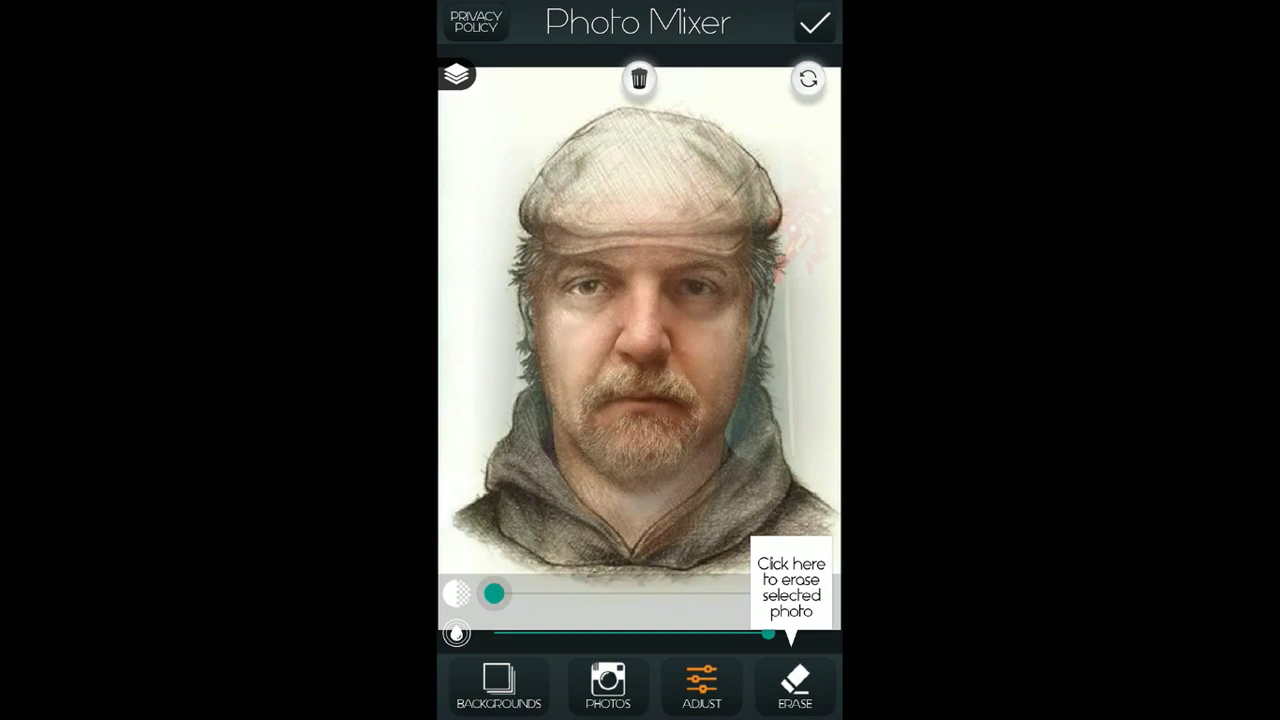 PRIVACY
POLICY
Photo Mixer
Click here
to erase
selected
photo
BACKGROUNDS
PHOTOS
ADJUST
ERASE